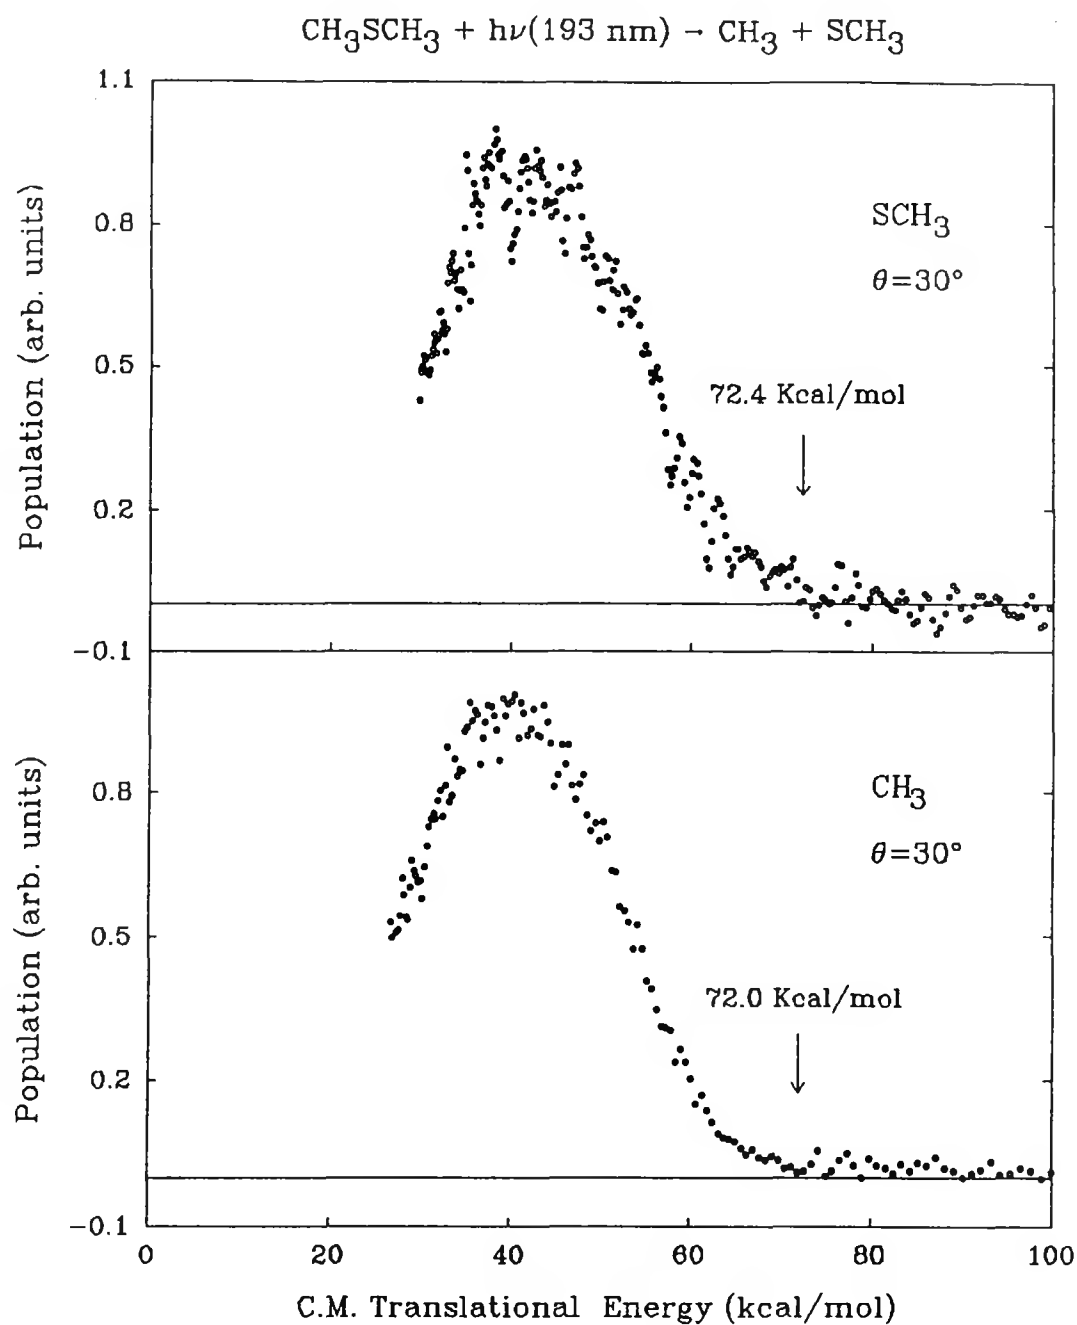 CH₃SCH₃ + hν(193 nm) → CH₃ + SCH₃
1.1
0.8
0.5
0.2
−0.1
Population (arb. units)
SCH₃
θ=30°
72.4 Kcal/mol
0.8
0.5
0.2
−0.1
Population (arb. units)
CH₃
θ=30°
72.0 Kcal/mol
0 20 40 60 80 100
C.M. Translational Energy (kcal/mol)